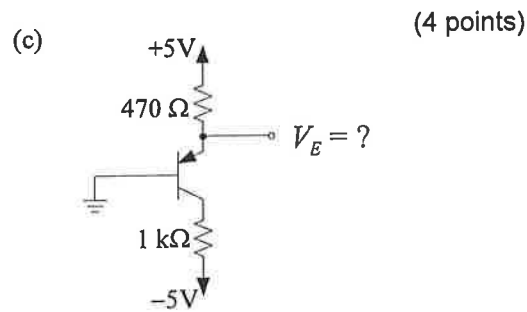 (4 points)
(c)
+5V
470 Ω
V_E = ?
1 kΩ
−5V